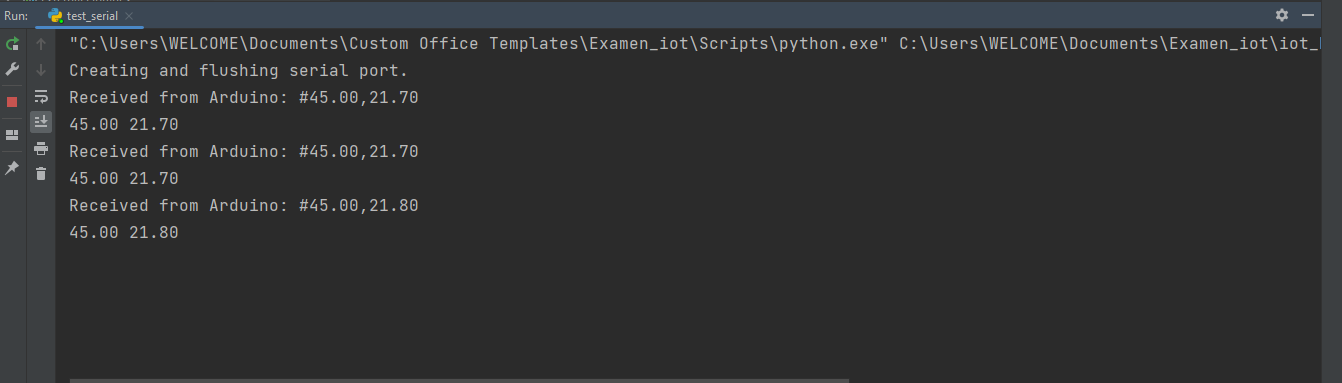 Run: test_serial
"C:\Users\WELCOME\Documents\Custom Office Templates\Examen_iot\Scripts\python.exe" C:\Users\WELCOME\Documents\Examen_iot\iot_
Creating and flushing serial port.
Received from Arduino: #45.00,21.70
45.00 21.70
Received from Arduino: #45.00,21.70
45.00 21.70
Received from Arduino: #45.00,21.80
45.00 21.80